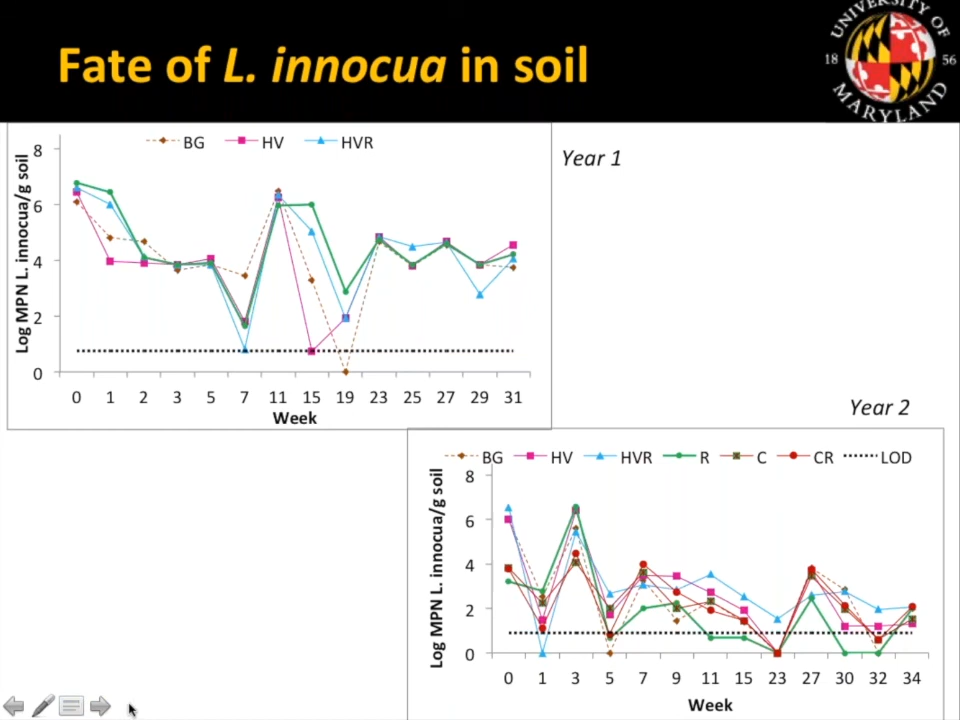 Fate of L. innocua in soil
UNIVERSITY OF
18 56
MARYLAND
BG HV HVR
Year 1
Log MPN L. innocua/g soil
8
6
4
2
0
0 1 2 3 5 7 11 15 19 23 25 27 29 31
Week
Year 2
BG HV HVR R C CR LOD
Log MPN L. innocua/g soil
8
6
4
2
0
0 1 3 5 7 9 11 15 23 27 30 32 34
Week